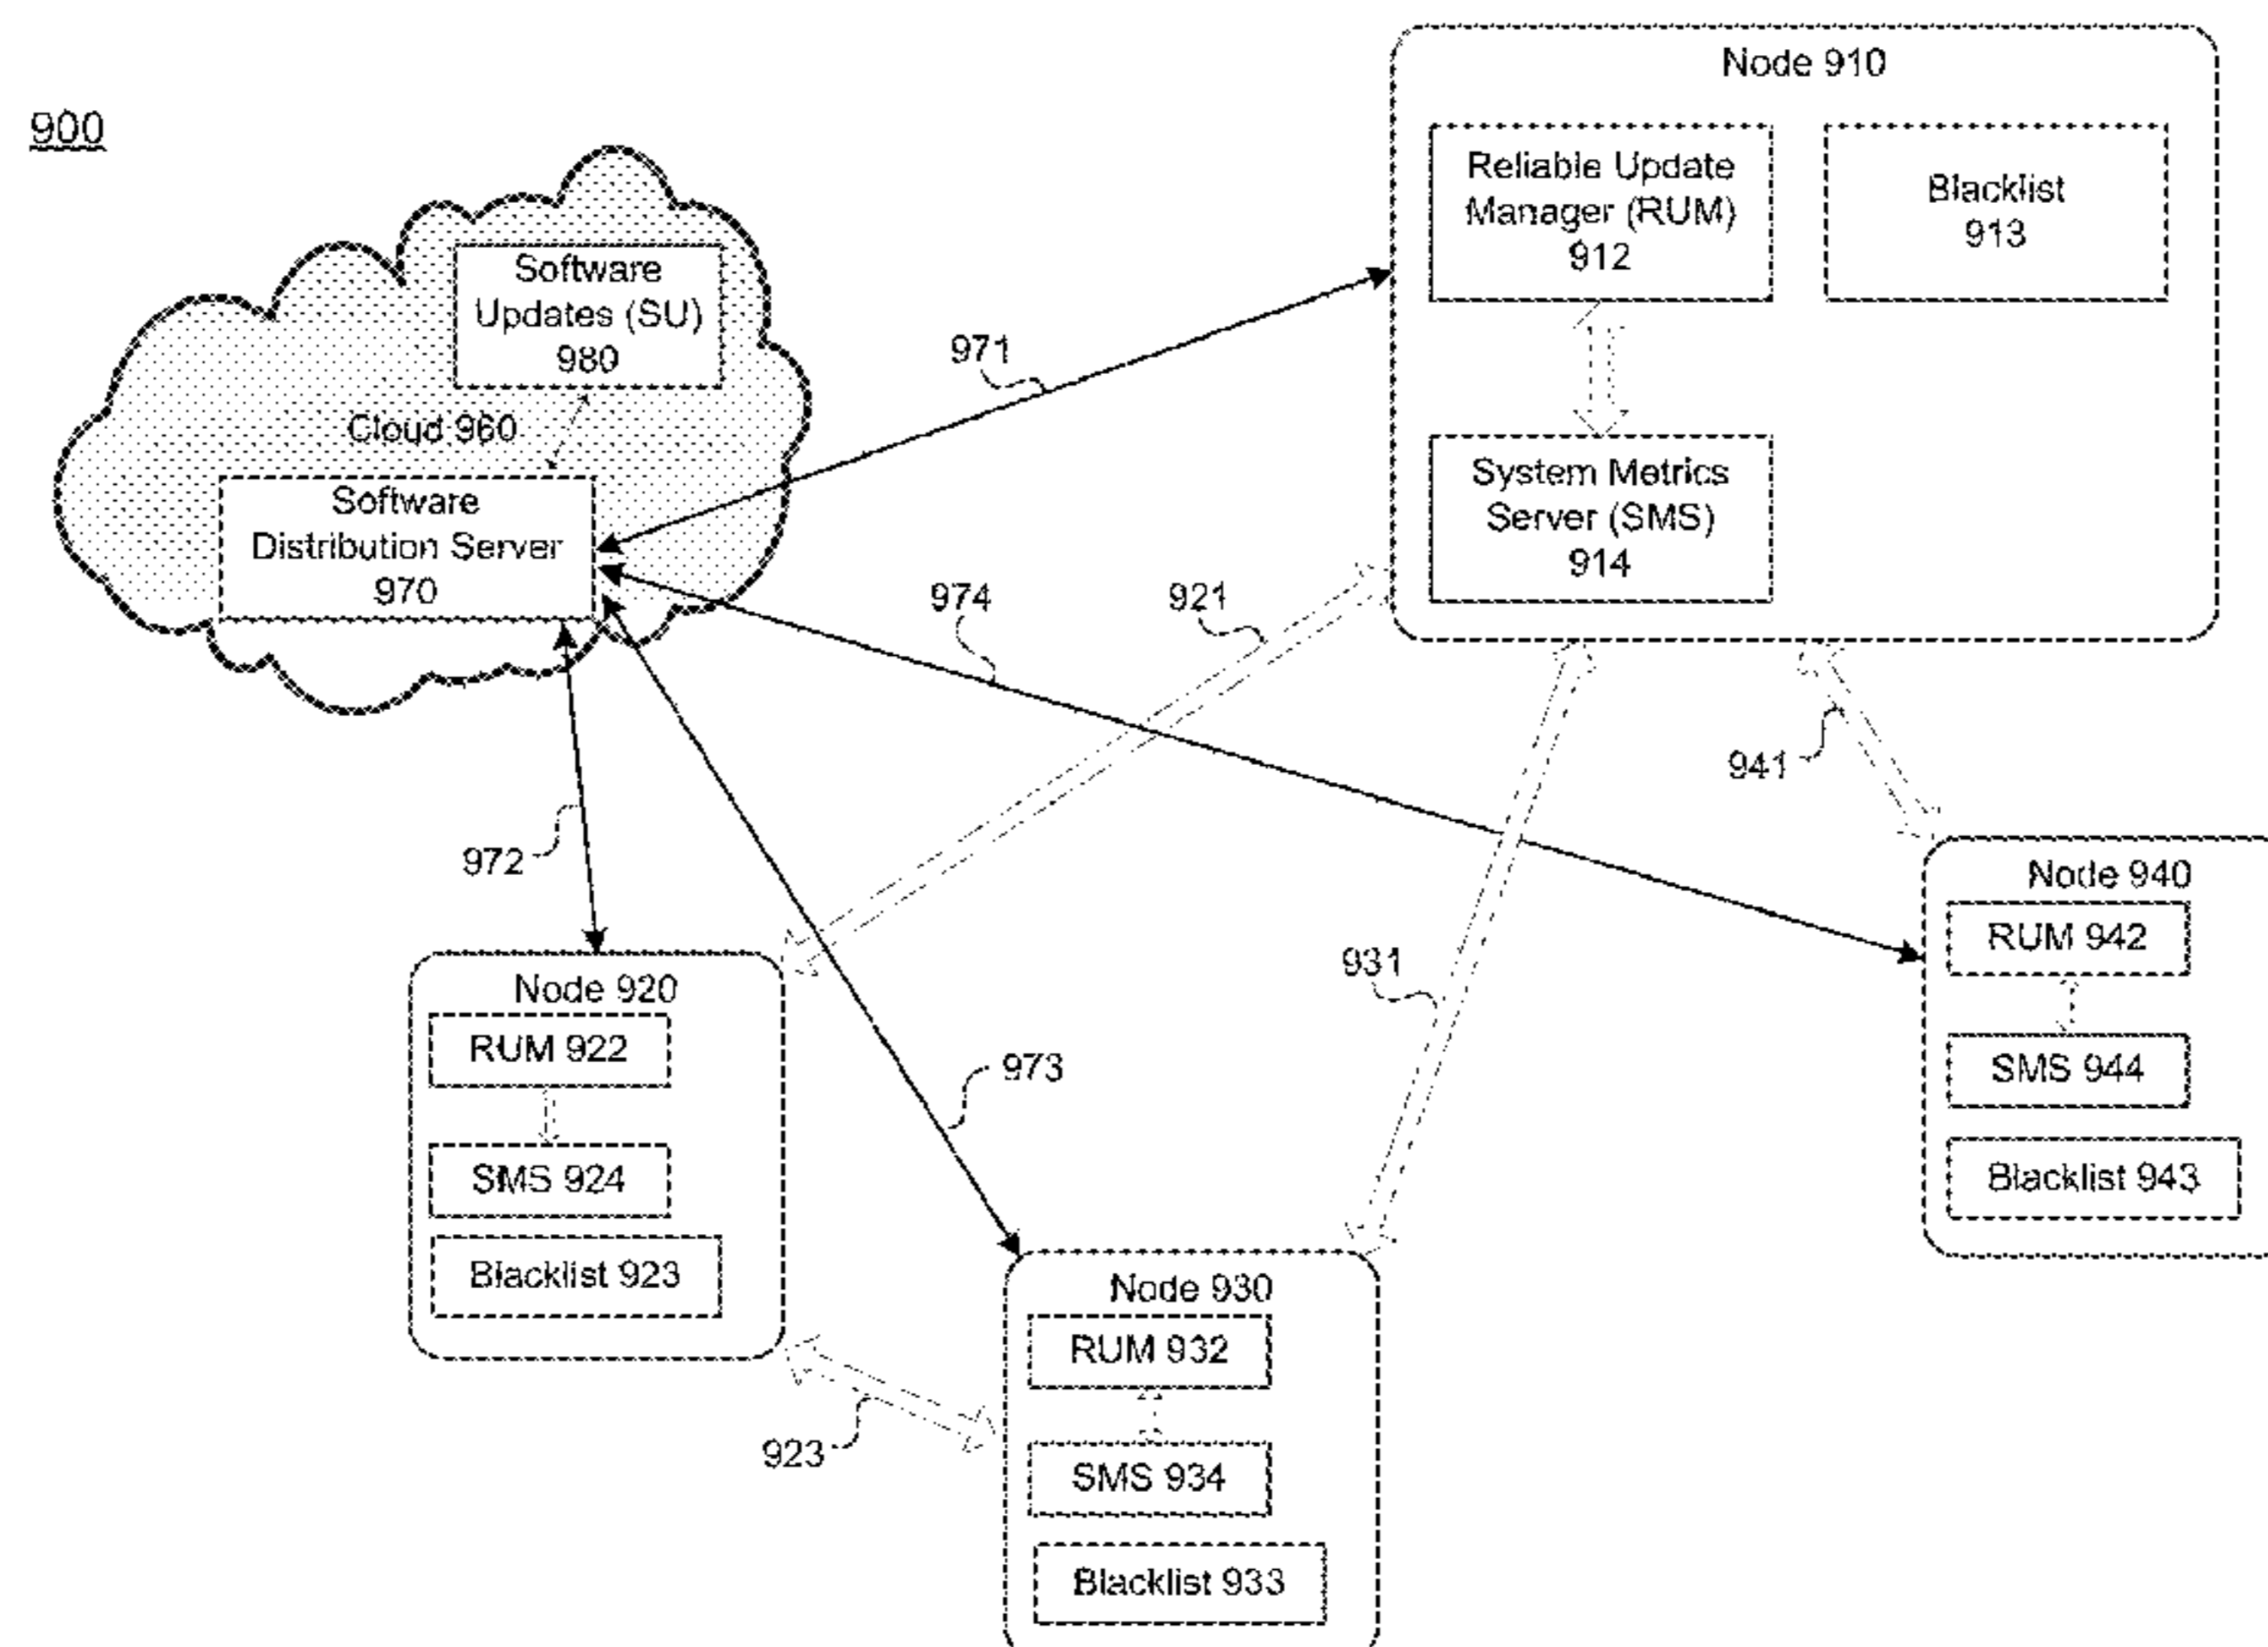 900
Software
Updates (SU)
980
Cloud 960
Software
Distribution Server
970
Node 910
Reliable Update
Manager (RUM)
912
Blacklist
913
System Metrics
Server (SMS)
914
971
974
921
941
972
931
973
Node 920
RUM 922
SMS 924
Blacklist 923
923
Node 930
RUM 932
SMS 934
Blacklist 933
Node 940
RUM 942
SMS 944
Blacklist 943